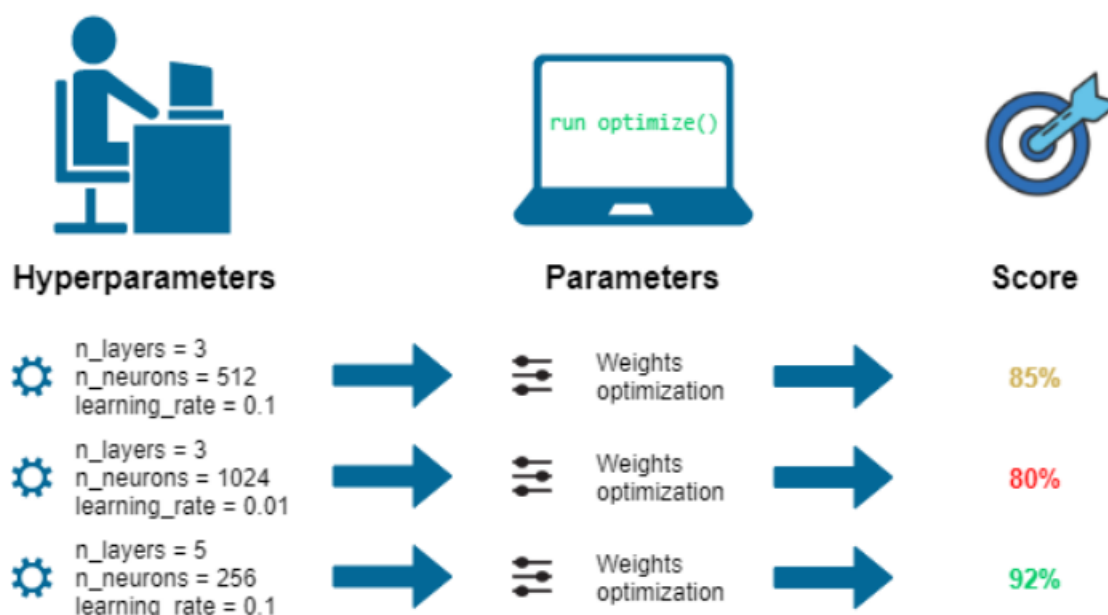 run optimize()
Hyperparameters
Parameters
Score
n_layers = 3
n_neurons = 512
learning_rate = 0.1
Weights
optimization
85%
n_layers = 3
n_neurons = 1024
learning_rate = 0.01
Weights
optimization
80%
n_layers = 5
n_neurons = 256
learning_rate = 0.1
Weights
optimization
92%